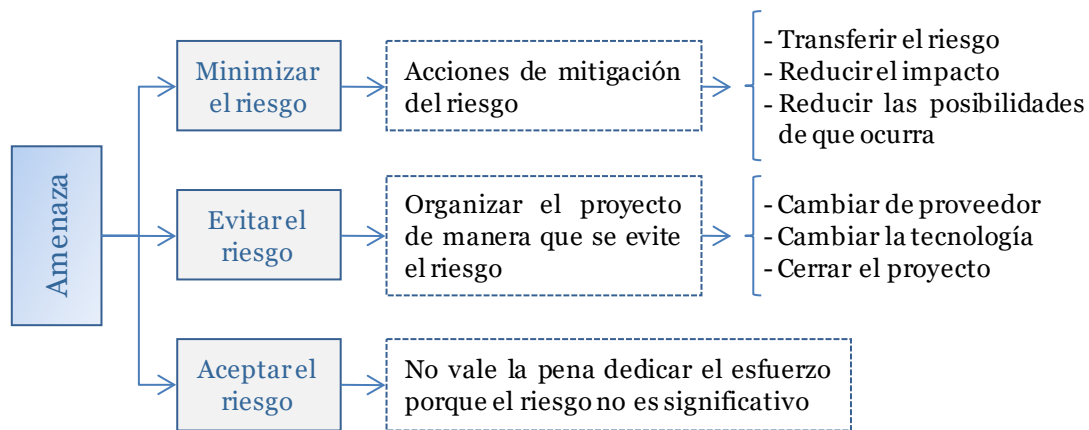 Amenaza
Minimizar
el riesgo
Acciones de mitigación
del riesgo
- Transferir el riesgo
- Reducir el impacto
- Reducir las posibilidades
de que ocurra
Evitar el
riesgo
Organizar el proyecto
de manera que se evite
el riesgo
- Cambiar de proveedor
- Cambiar la tecnología
- Cerrar el proyecto
Aceptar el
riesgo
No vale la pena dedicar el esfuerzo
porque el riesgo no es significativo